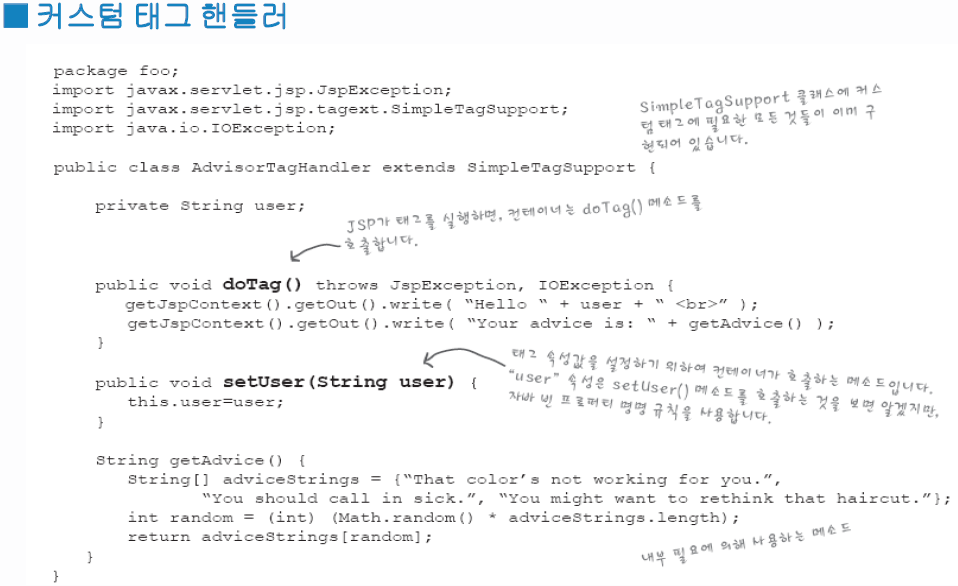 커스텀 태그 핸들러
package foo;
import javax.servlet.jsp.JspException;
import javax.servlet.jsp.tagext.SimpleTagSupport;
import java.io.IOException;
SimpleTagSupport 클래스에 커스
텀 태그에 필요한 모든 것들이 이미 구
현되어 있습니다.
public class AdvisorTagHandler extends SimpleTagSupport {
private String user;
JSP가 태그를 실행하면, 컨테이너는 doTag() 메소드를
호출합니다.
public void doTag() throws JspException, IOException {
getJspContext().getOut().write( “Hello “ + user + “ <br>” );
getJspContext().getOut().write( “Your advice is: “ + getAdvice() );
}
태그 속성값을 설정하기 위하여 컨테이너가 호출하는 메소드입니다.
“user” 속성은 setUser() 메소드를 호출하는 것을 보면 알겠지만,
자바 빈 프로퍼티 명명 규칙을 사용합니다.
public void setUser(String user) {
this.user=user;
}
String getAdvice() {
String[] adviceStrings = {“That color’s not working for you.”,
“You should call in sick.”, “You might want to rethink that haircut.”};
int random = (int) (Math.random() * adviceStrings.length);
return adviceStrings[random];
내부 필요에 의해 사용하는 메소드
}
}